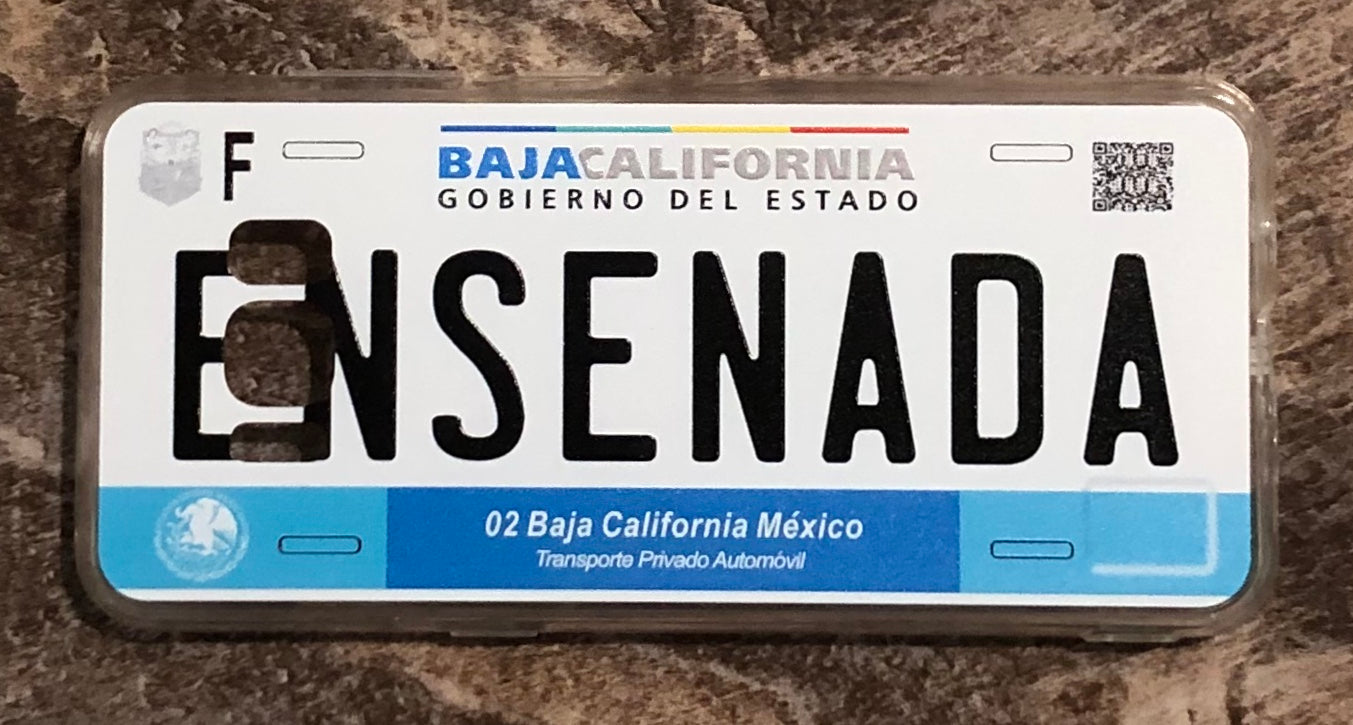 F
BAJACALIFORNIA
GOBIERNO DEL ESTADO
ENSENADA
02 Baja California México
Transporte Privado Automóvil